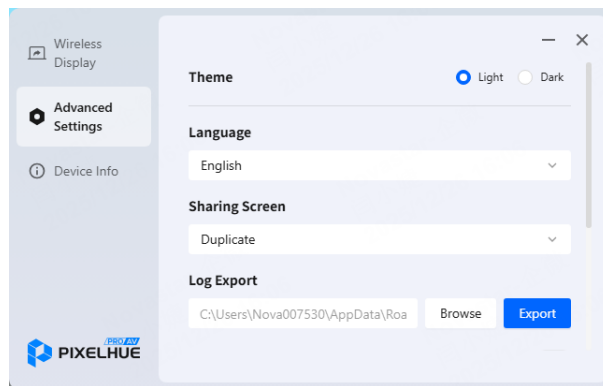 Wireless
Display
Advanced
Settings
Device Info
PRO AV
PIXELHUE
Theme
Light
Dark
Language
English
Sharing Screen
Duplicate
Log Export
C:\Users\Nova007530\AppData\Roa
Browse
Export